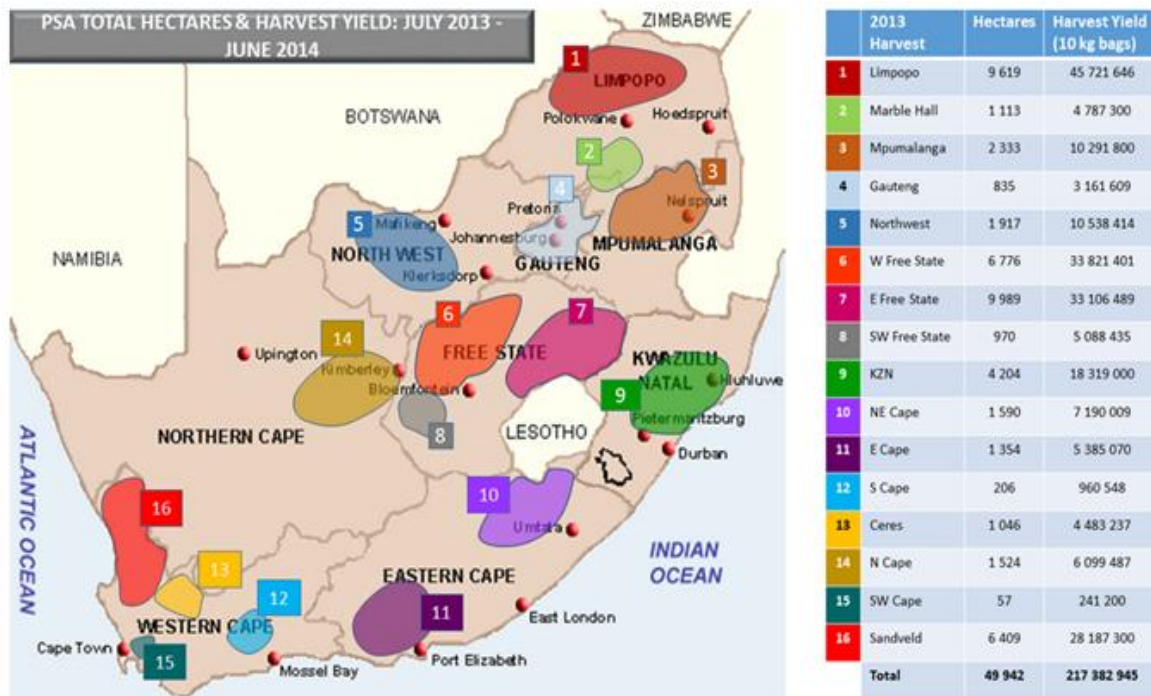 PSA TOTAL HECTARES & HARVEST YIELD: JULY 2013 -
JUNE 2014
ZIMBABWE
1
LIMPOPO
BOTSWANA
Polokwane
Hoedspruit
2
3
4
Pretoria
Nelspruit
5
Mafikeng
Johannesburg
MPUMALANGA
NAMIBIA
NORTH WEST
GAUTENG
Klerksdorp
6
7
14
Upington
FREE STATE
KWAZULU
NATAL
Kimberley
Hluhluwe
Bloemfontein
9
Pietermaritzburg
8
LESOTHO
NORTHERN CAPE
Durban
ATLANTIC OCEAN
10
16
Umtata
INDIAN
OCEAN
13
EASTERN CAPE
12
11
East London
WESTERN CAPE
Cape Town
15
Mossel Bay
Port Elizabeth
2013 Harvest Hectares Harvest Yield (10 kg bags)
1 Limpopo 9 619 45 721 646
2 Marble Hall 1 113 4 787 300
3 Mpumalanga 2 333 10 291 800
4 Gauteng 835 3 161 609
5 Northwest 1 917 10 538 414
6 W Free State 6 776 33 821 401
7 E Free State 9 989 33 106 489
8 SW Free State 970 5 088 435
9 KZN 4 204 18 319 000
10 NE Cape 1 590 7 190 009
11 E Cape 1 354 5 385 070
12 S Cape 206 960 548
13 Ceres 1 046 4 483 237
14 N Cape 1 524 6 099 487
15 SW Cape 57 241 200
16 Sandveld 6 409 28 187 300
Total 49 942 217 382 945